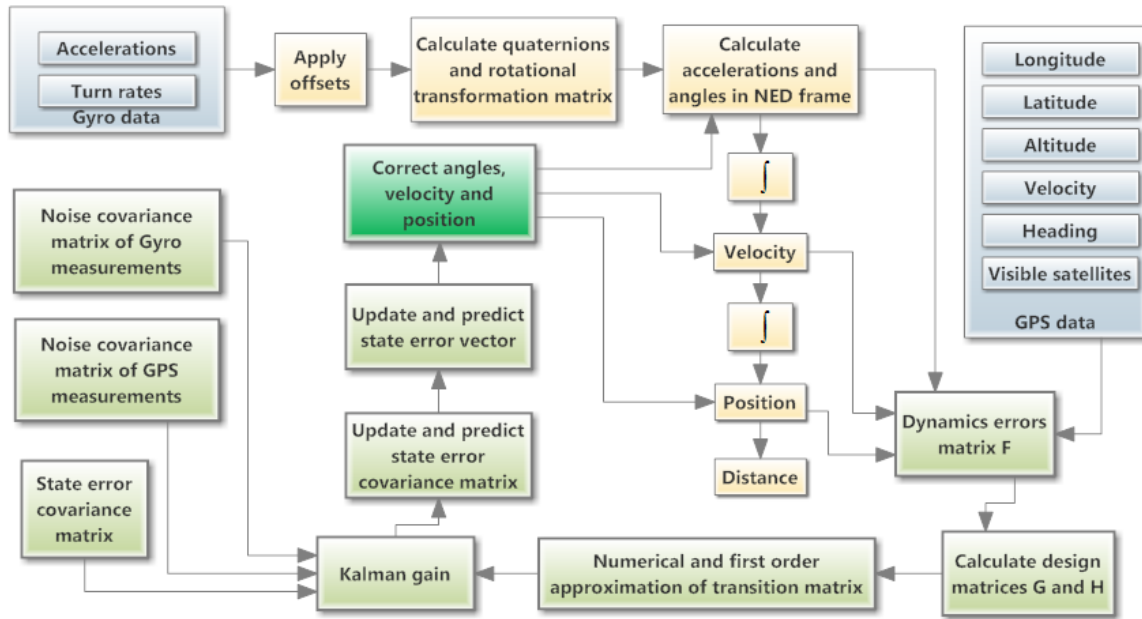 Accelerations
Turn rates
Gyro data
Apply
offsets
Calculate quaternions
and rotational
transformation matrix
Calculate
accelerations and
angles in NED frame
Longitude
Latitude
Altitude
Velocity
Heading
Visible satellites
GPS data
Correct angles,
velocity and
position
∫
Velocity
∫
Position
Distance
Noise covariance
matrix of Gyro
measurements
Noise covariance
matrix of GPS
measurements
State error
covariance
matrix
Update and predict
state error vector
Update and predict
state error
covariance matrix
Kalman gain
Numerical and first order
approximation of transition matrix
Dynamics errors
matrix F
Calculate design
matrices G and H